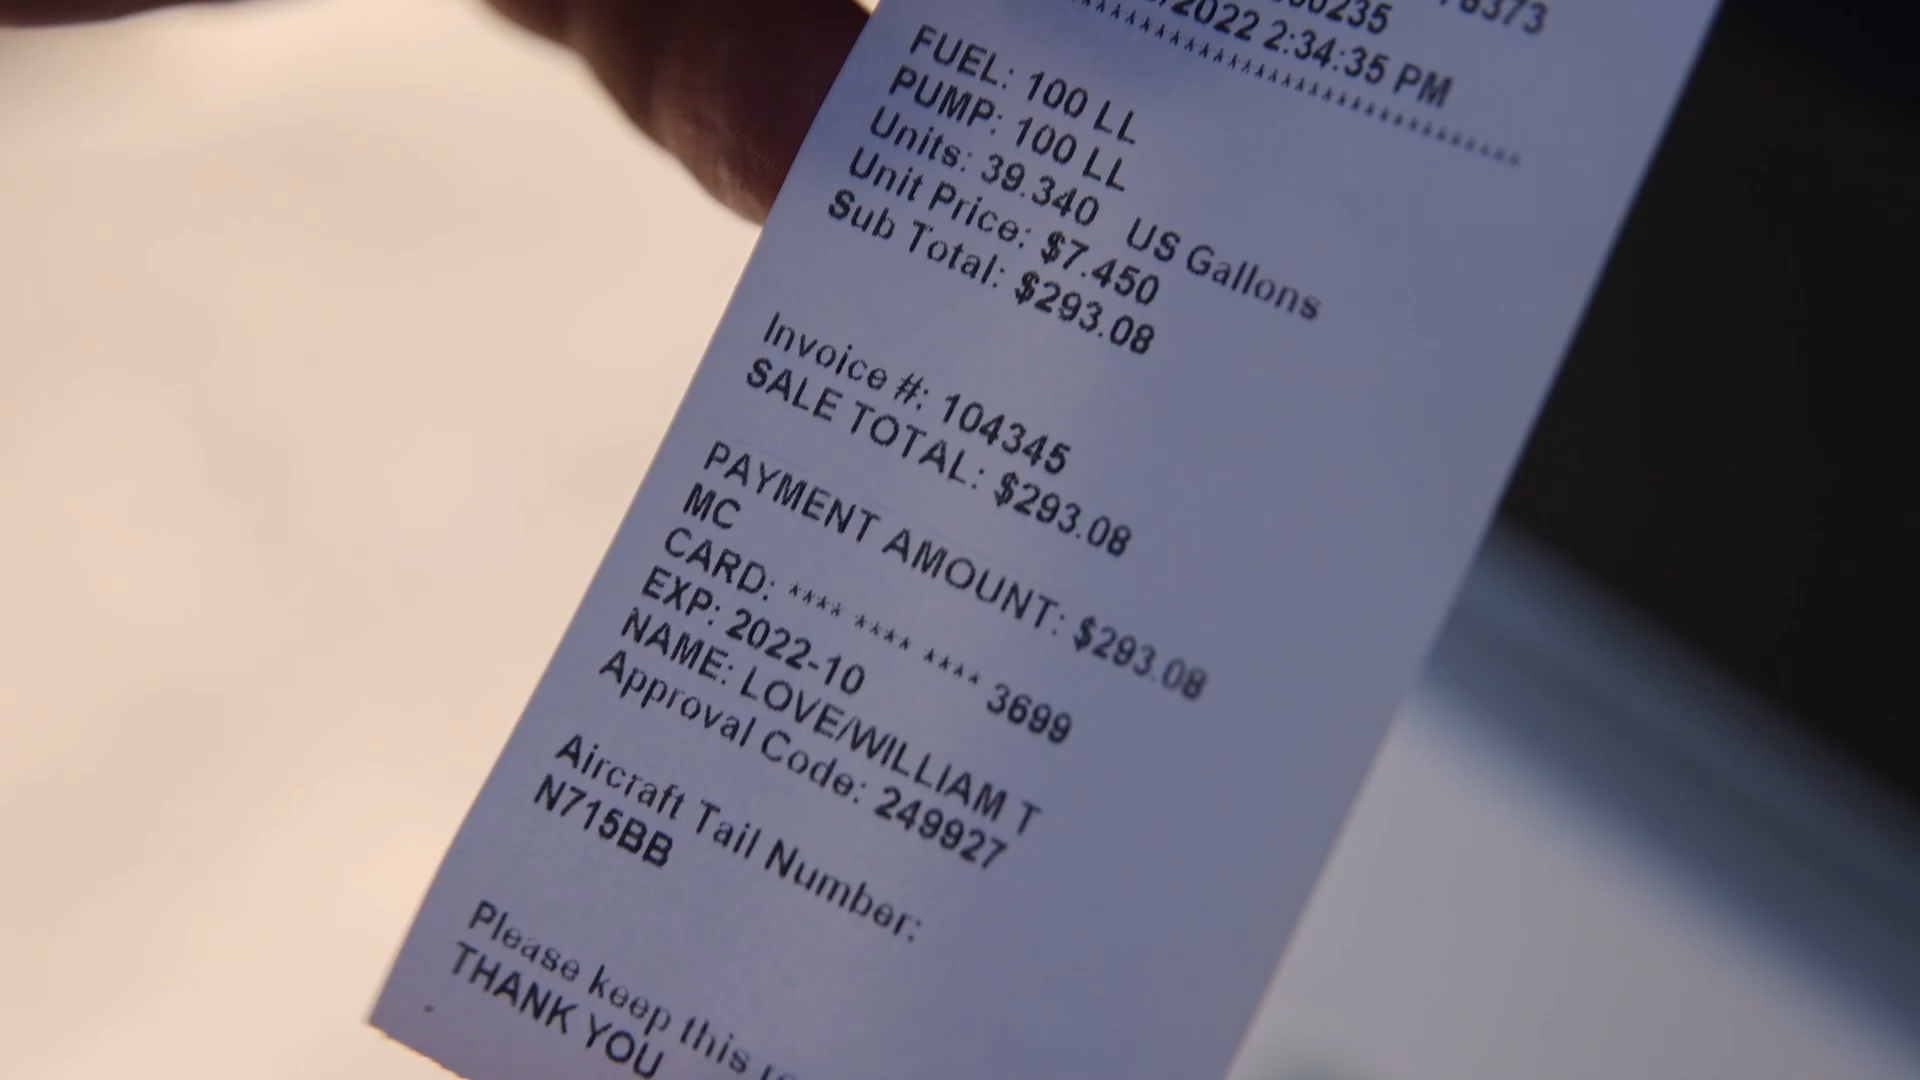 2022 2:34:35 PM
***********************************
FUEL: 100 LL
PUMP: 100 LL
Units: 39.340 US Gallons
Unit Price: $7.450
Sub Total: $293.08
Invoice #: 104345
SALE TOTAL: $293.08
PAYMENT AMOUNT: $293.08
MC
CARD: **** **** **** 3699
EXP: 2022-10
NAME: LOVE/WILLIAM T
Approval Code: 249927
Aircraft Tail Number:
N715BB
Please keep this
THANK YOU